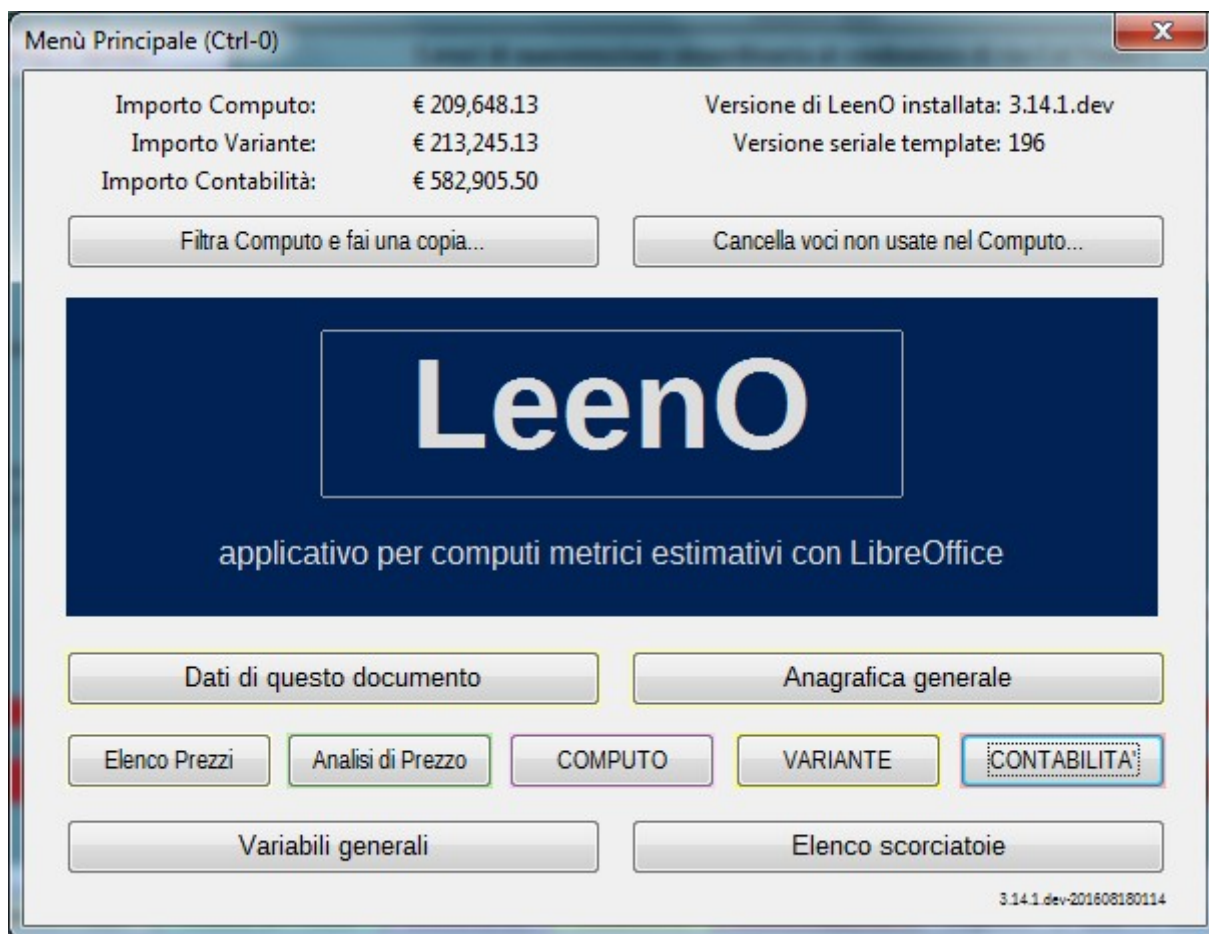 Menù Principale (Ctrl-0)
Importo Computo: € 209,648.13 Versione di LeenO installata: 3.14.1.dev
Importo Variante: € 213,245.13 Versione seriale template: 196
Importo Contabilità: € 582,905.50
Filtra Computo e fai una copia... Cancella voci non usate nel Computo...
LeenO
applicativo per computi metrici estimativi con LibreOffice
Dati di questo documento Anagrafica generale
Elenco Prezzi Analisi di Prezzo COMPUTO VARIANTE CONTABILITA'
Variabili generali Elenco scorciatoie
3.14.1.dev-201608180114